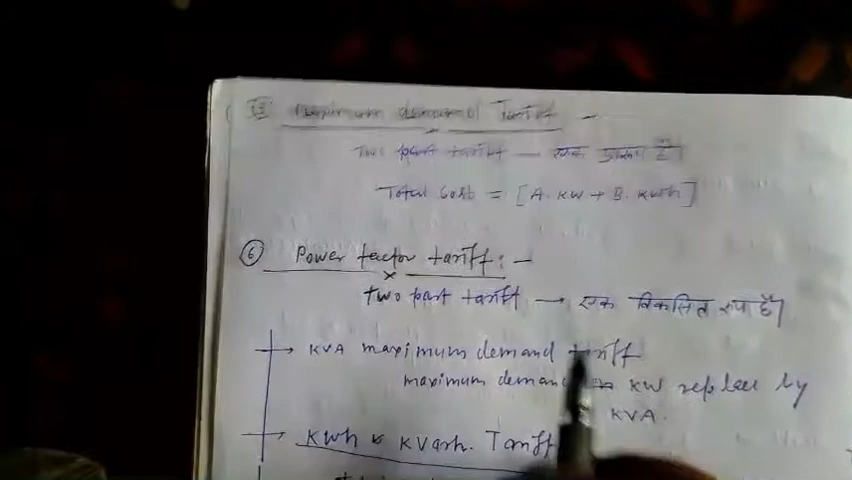 maximum demand Tariff -
Two part tariff — एक प्रकार है
Total Cost = [A. KW + B. KWh]
⑥ Power factor tariff :-
two part tariff → एक विकसित रूप है।
→ KVA maximum demand tariff
maximum demand KW replace by
KVA.
→ Kwh & KVarh. Tariff